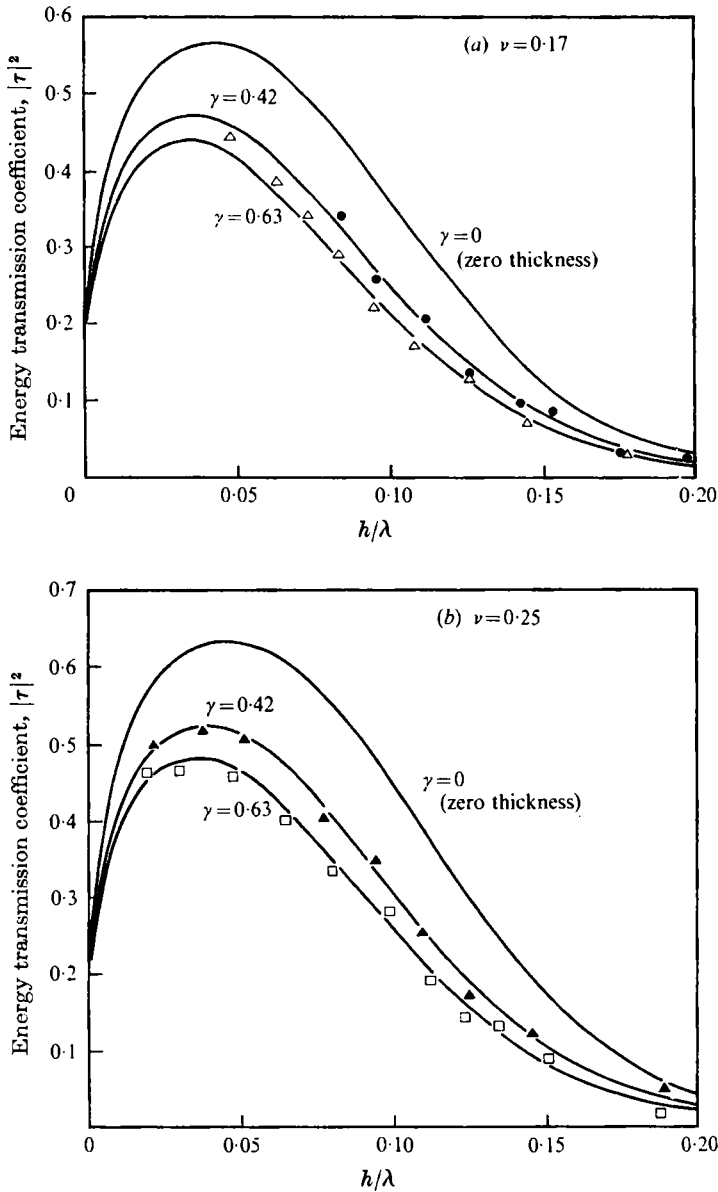 0·6
(a) ν=0·17
0·5
γ=0·42
0·4
0·3
γ=0·63
γ=0
(zero thickness)
0·2
0·1
0
0·05
0·10
0·15
0·20
Energy transmission coefficient, |τ|²
h/λ
0·7
(b) ν=0·25
0·6
γ=0·42
0·5
γ=0
(zero thickness)
0·4
γ=0·63
0·3
0·2
0·1
0
0·05
0·10
0·15
0·20
Energy transmission coefficient, |τ|²
h/λ